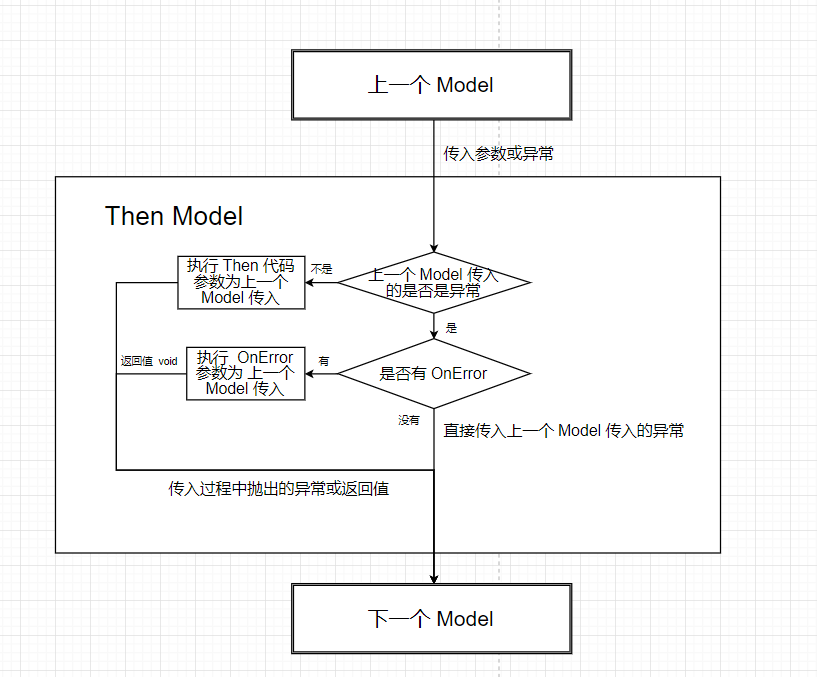 上一个 Model
传入参数或异常
Then Model
执行 Then 代码
参数为上一个
Model 传入
不是
上一个 Model 传入
的是否是异常
是
返回值 void
执行 OnError
参数为 上一个
Model 传入
有
是否有 OnError
没有
直接传入上一个 Model 传入的异常
传入过程中抛出的异常或返回值
下一个 Model